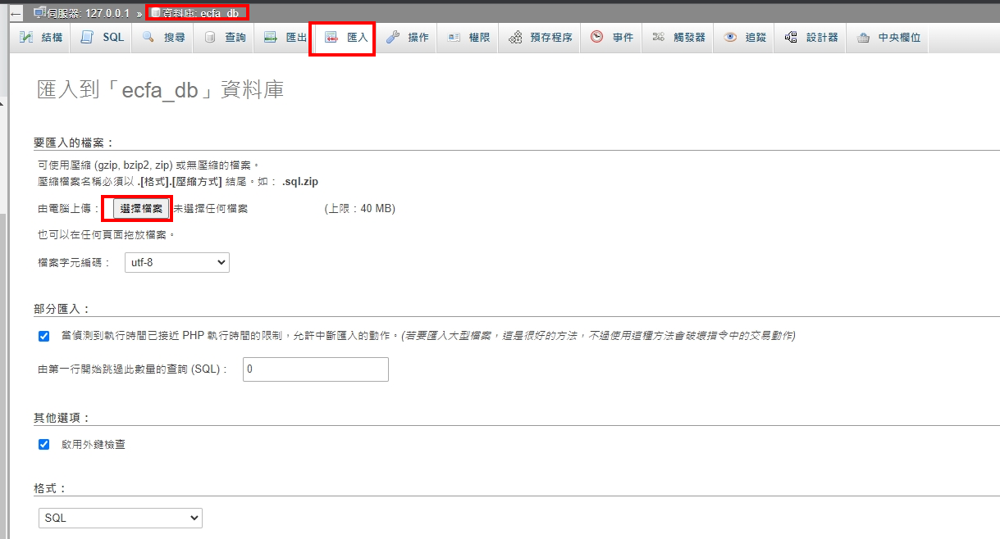 伺服器: 127.0.0.1 » 資料庫: ecfa_db
結構 SQL 搜尋 查詢 匯出 匯入 操作 權限 預存程序 事件 觸發器 追蹤 設計器 中央欄位
匯入到「ecfa_db」資料庫
要匯入的檔案：
可使用壓縮 (gzip, bzip2, zip) 或無壓縮的檔案。
壓縮檔案名稱必須以 .[格式].[壓縮方式] 結尾。如： .sql.zip
由電腦上傳： 選擇檔案 未選擇任何檔案 (上限：40 MB)
也可以在任何頁面拖放檔案。
檔案字元編碼： utf-8
部分匯入：
當偵測到執行時間已接近 PHP 執行時間的限制，允許中斷匯入的動作。(若要匯入大型檔案，這是很好的方法，不過使用這種方法會破壞指令中的交易動作)
由第一行開始跳過此數量的查詢 (SQL)： 0
其他選項：
啟用外鍵檢查
格式：
SQL